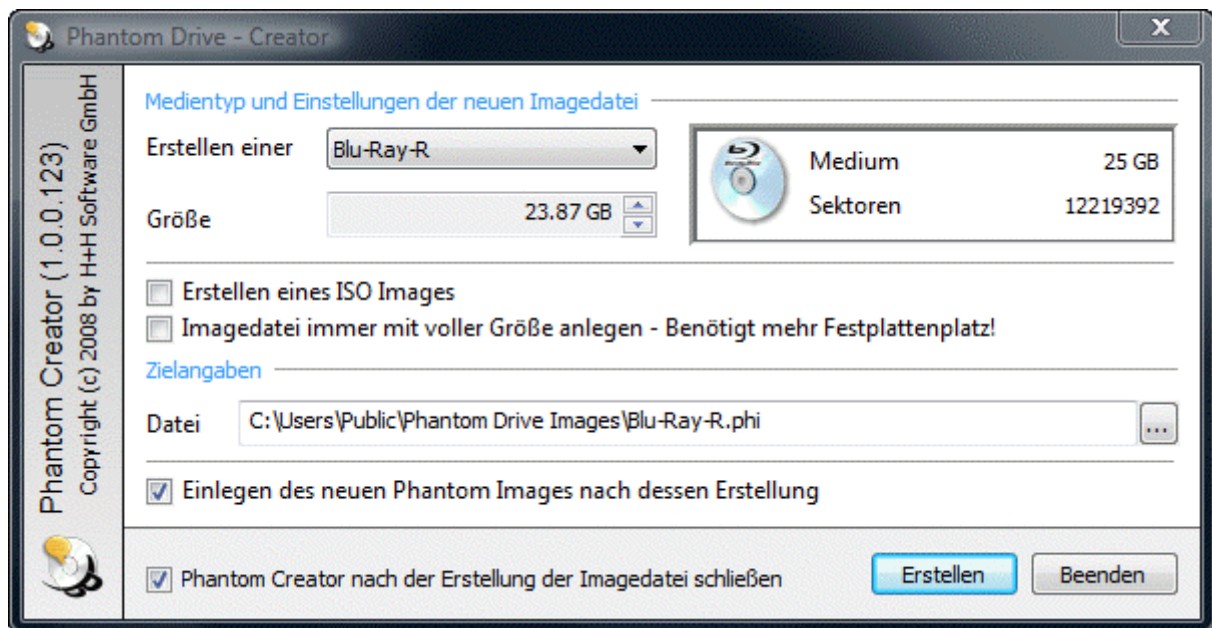 Phantom Drive - Creator
X
Phantom Creator (1.0.0.123)
Copyright (c) 2008 by H+H Software GmbH
Medientyp und Einstellungen der neuen Imagedatei
Erstellen einer
Blu-Ray-R
Größe
23.87 GB
Medium 25 GB
Sektoren 12219392
Erstellen eines ISO Images
Imagedatei immer mit voller Größe anlegen - Benötigt mehr Festplattenplatz!
Zielangaben
Datei
C:\Users\Public\Phantom Drive Images\Blu-Ray-R.phi
...
Einlegen des neuen Phantom Images nach dessen Erstellung
Phantom Creator nach der Erstellung der Imagedatei schließen
Erstellen
Beenden